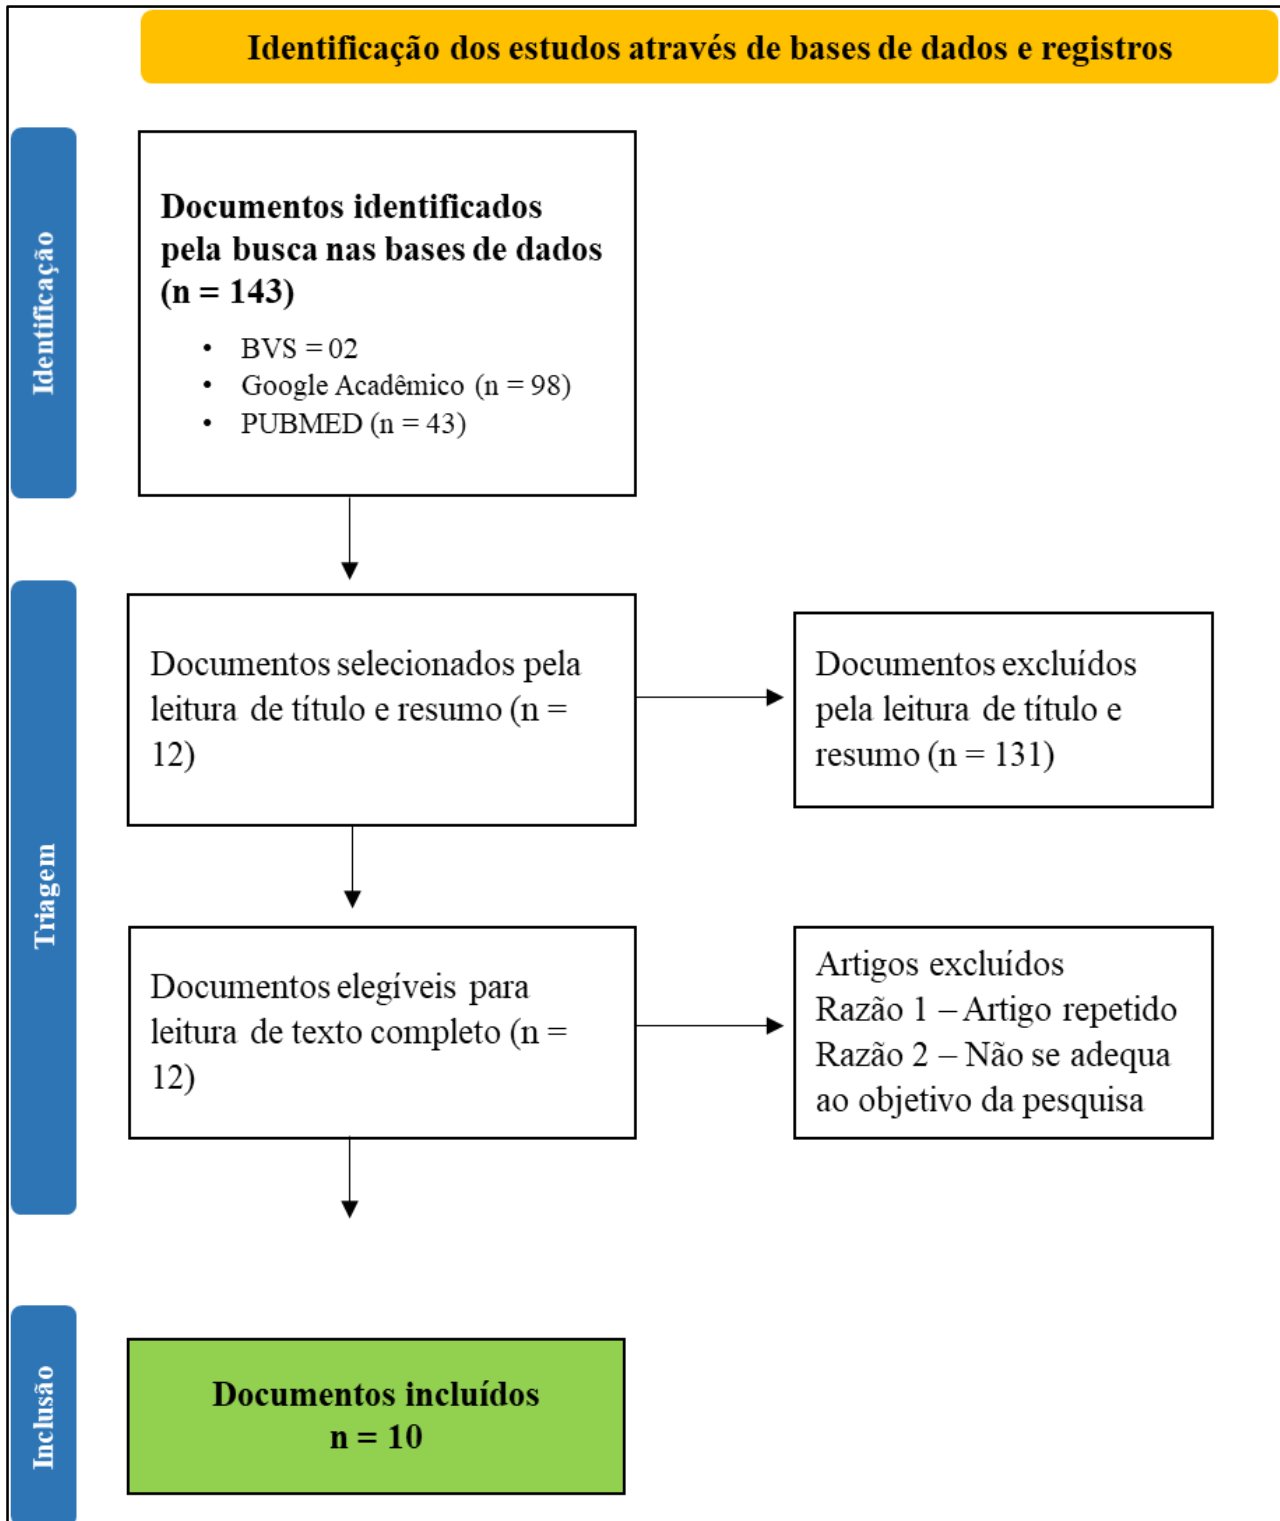 Identificação dos estudos através de bases de dados e registros
Identificação
Documentos identificados
pela busca nas bases de dados
(n = 143)
• BVS = 02
• Google Acadêmico (n = 98)
• PUBMED (n = 43)
Triagem
Documentos selecionados pela
leitura de título e resumo (n =
12)
Documentos excluídos
pela leitura de título e
resumo (n = 131)
Documentos elegíveis para
leitura de texto completo (n =
12)
Artigos excluídos
Razão 1 – Artigo repetido
Razão 2 – Não se adequa
ao objetivo da pesquisa
Inclusão
Documentos incluídos
n = 10